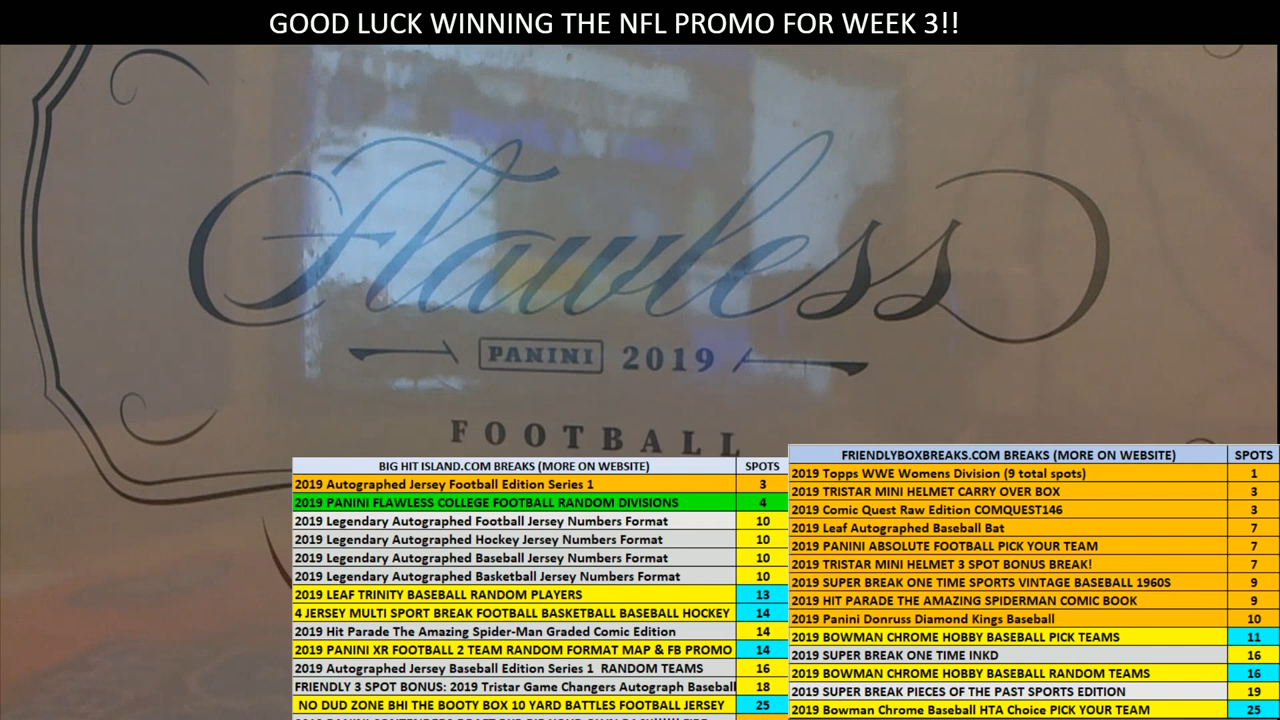 GOOD LUCK WINNING THE NFL PROMO FOR WEEK 3!!
Flawless
PANINI 2019
FOOTBALL
BIG HIT ISLAND.COM BREAKS (MORE ON WEBSITE) SPOTS
2019 Autographed Jersey Football Edition Series 1 3
2019 PANINI FLAWLESS COLLEGE FOOTBALL RANDOM DIVISIONS 4
2019 Legendary Autographed Football Jersey Numbers Format 10
2019 Legendary Autographed Hockey Jersey Numbers Format 10
2019 Legendary Autographed Baseball Jersey Numbers Format 10
2019 Legendary Autographed Basketball Jersey Numbers Format 10
2019 LEAF TRINITY BASEBALL RANDOM PLAYERS 13
4 JERSEY MULTI SPORT BREAK FOOTBALL BASKETBALL BASEBALL HOCKEY 14
2019 Hit Parade The Amazing Spider-Man Graded Comic Edition 14
2019 PANINI XR FOOTBALL 2 TEAM RANDOM FORMAT MAP & FB PROMO 14
2019 Autographed Jersey Baseball Edition Series 1 RANDOM TEAMS 16
FRIENDLY 3 SPOT BONUS: 2019 Tristar Game Changers Autograph Baseball 18
NO DUD ZONE BHI THE BOOTY BOX 10 YARD BATTLES FOOTBALL JERSEY 25
FRIENDLYBOXBREAKS.COM BREAKS (MORE ON WEBSITE) SPOTS
2019 Topps WWE Womens Division (9 total spots) 1
2019 TRISTAR MINI HELMET CARRY OVER BOX 3
2019 Comic Quest Raw Edition COMQUEST146 3
2019 Leaf Autographed Baseball Bat 7
2019 PANINI ABSOLUTE FOOTBALL PICK YOUR TEAM 7
2019 TRISTAR MINI HELMET 3 SPOT BONUS BREAK! 7
2019 SUPER BREAK ONE TIME SPORTS VINTAGE BASEBALL 1960S 9
2019 HIT PARADE THE AMAZING SPIDERMAN COMIC BOOK 9
2019 Panini Donruss Diamond Kings Baseball 10
2019 BOWMAN CHROME HOBBY BASEBALL PICK TEAMS 11
2019 SUPER BREAK ONE TIME INKD 16
2019 BOWMAN CHROME HOBBY BASEBALL RANDOM TEAMS 16
2019 SUPER BREAK PIECES OF THE PAST SPORTS EDITION 19
2019 Bowman Chrome Baseball HTA Choice PICK YOUR TEAM 25